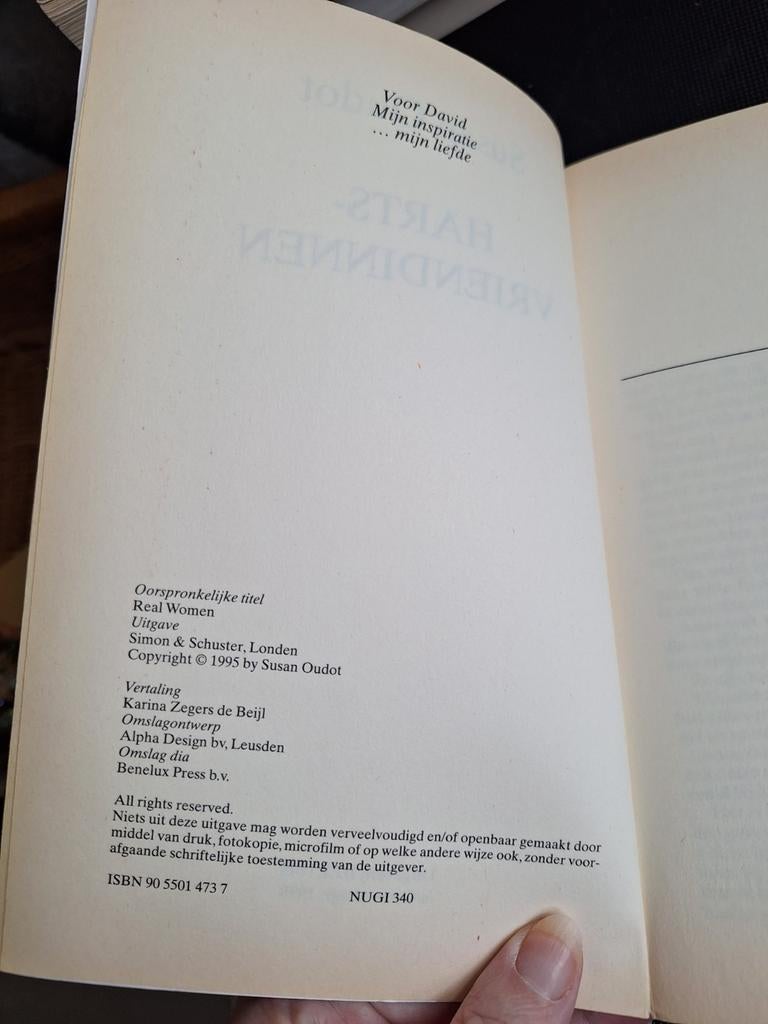 Voor David
Mijn inspiratie
... mijn liefde
HARTS-
VRIENDINNEN
Oorspronkelijke titel
Real Women
Uitgave
Simon & Schuster, Londen
Copyright © 1995 by Susan Oudot
Vertaling
Karina Zegers de Beijl
Omslagontwerp
Alpha Design bv, Leusden
Omslag dia
Benelux Press b.v.
All rights reserved.
Niets uit deze uitgave mag worden verveelvoudigd en/of openbaar gemaakt door
middel van druk, fotokopie, microfilm of op welke andere wijze ook, zonder voor-
afgaande schriftelijke toestemming van de uitgever.
ISBN 90 5501 473 7
NUGI 340